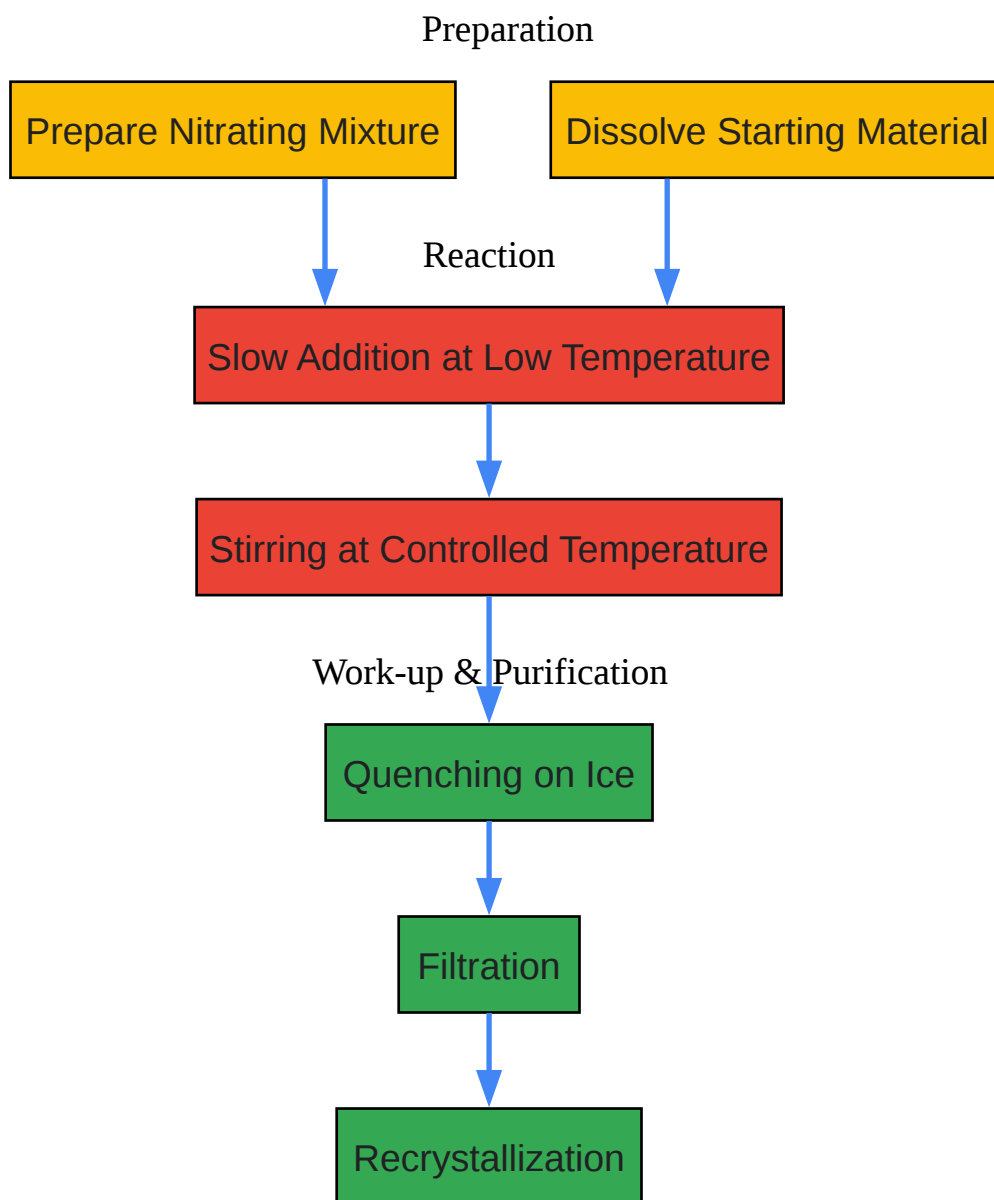 Preparation
Prepare Nitrating Mixture
Dissolve Starting Material
Reaction
Slow Addition at Low Temperature
Stirring at Controlled Temperature
Work-up & Purification
Quenching on Ice
Filtration
Recrystallization